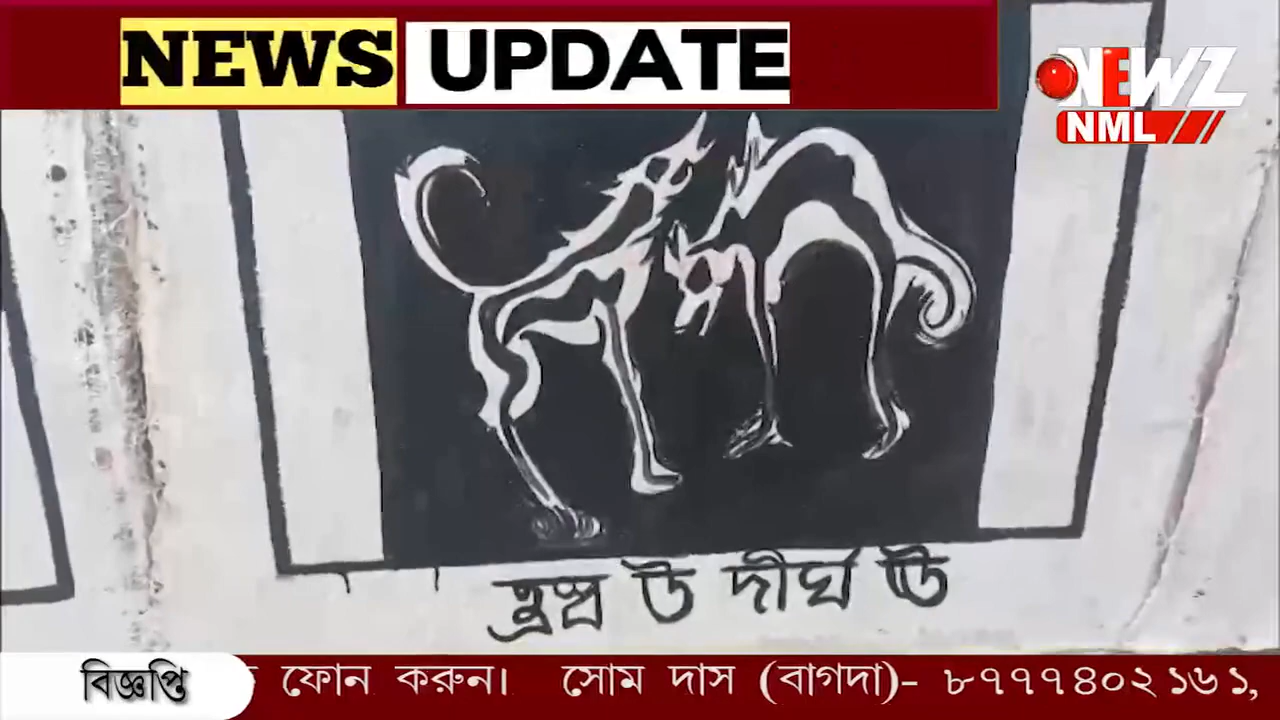 NEWS UPDATE
NEWZ
NML
হ্রস্ব উ দীর্ঘ ঊ
বিজ্ঞপ্তি
ফোন করুন। সোম দাস (বাগদা)- ৮৭৭৭৪০২১৬১,